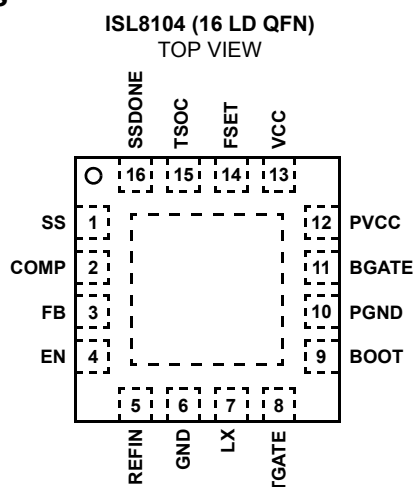 ISL8104 (16 LD QFN)
TOP VIEW
SSDONE
TSOC
FSET
VCC
16
15
14
13
SS
1
12
PVCC
COMP
2
11
BGATE
FB
3
10
PGND
EN
4
9
BOOT
5
6
7
8
REFIN
GND
LX
TGATE